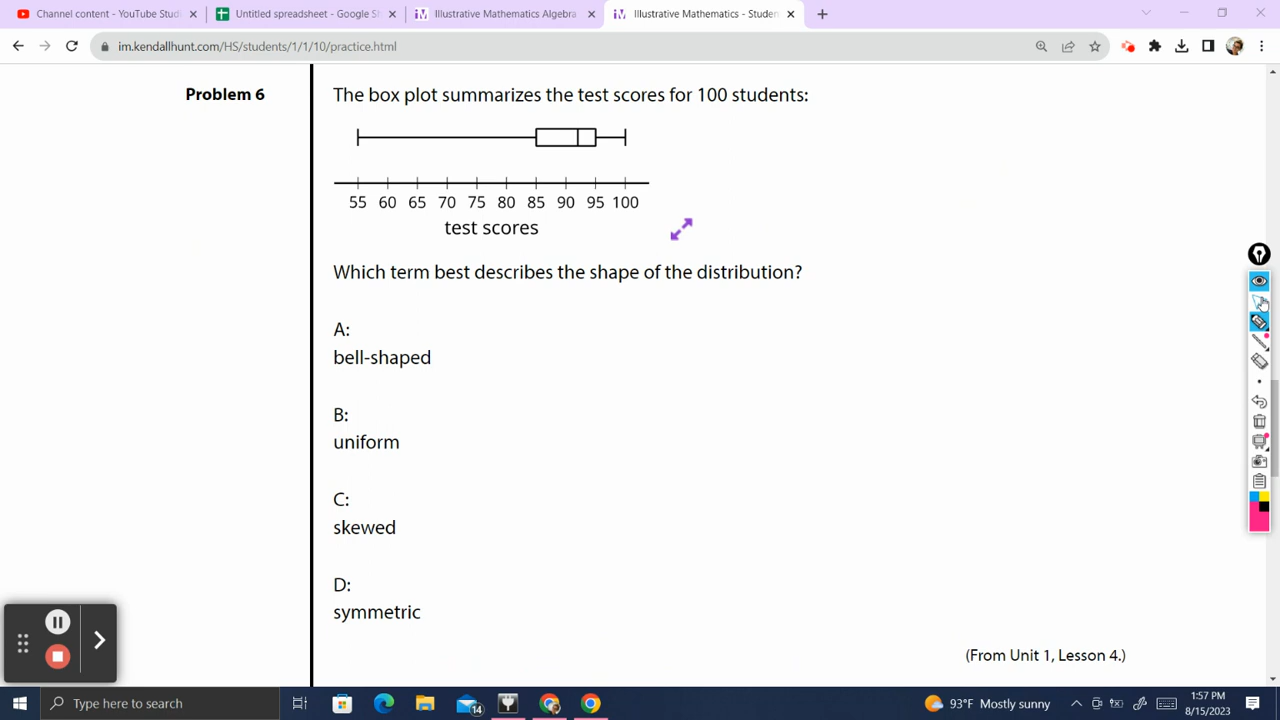 Channel content - YouTube Studi
Untitled spreadsheet - Google Sh
Illustrative Mathematics Algebra
Illustrative Mathematics - Studen
im.kendallhunt.com/HS/students/1/1/10/practice.html
Problem 6
The box plot summarizes the test scores for 100 students:
55 60 65 70 75 80 85 90 95 100
test scores
Which term best describes the shape of the distribution?
A:
bell-shaped
B:
uniform
C:
skewed
D:
symmetric
(From Unit 1, Lesson 4.)
Type here to search
14
93°F Mostly sunny
1:57 PM
8/15/2023